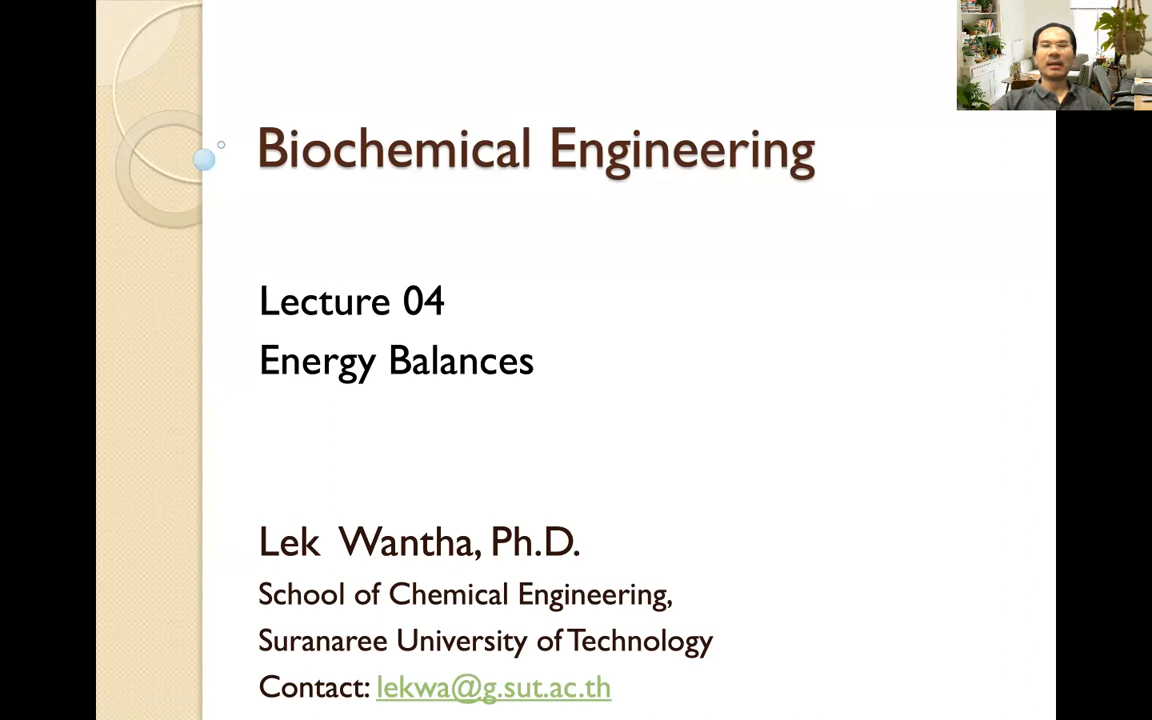 Biochemical Engineering
Lecture 04
Energy Balances
Lek Wantha, Ph.D.
School of Chemical Engineering,
Suranaree University of Technology
Contact: lekwa@g.sut.ac.th